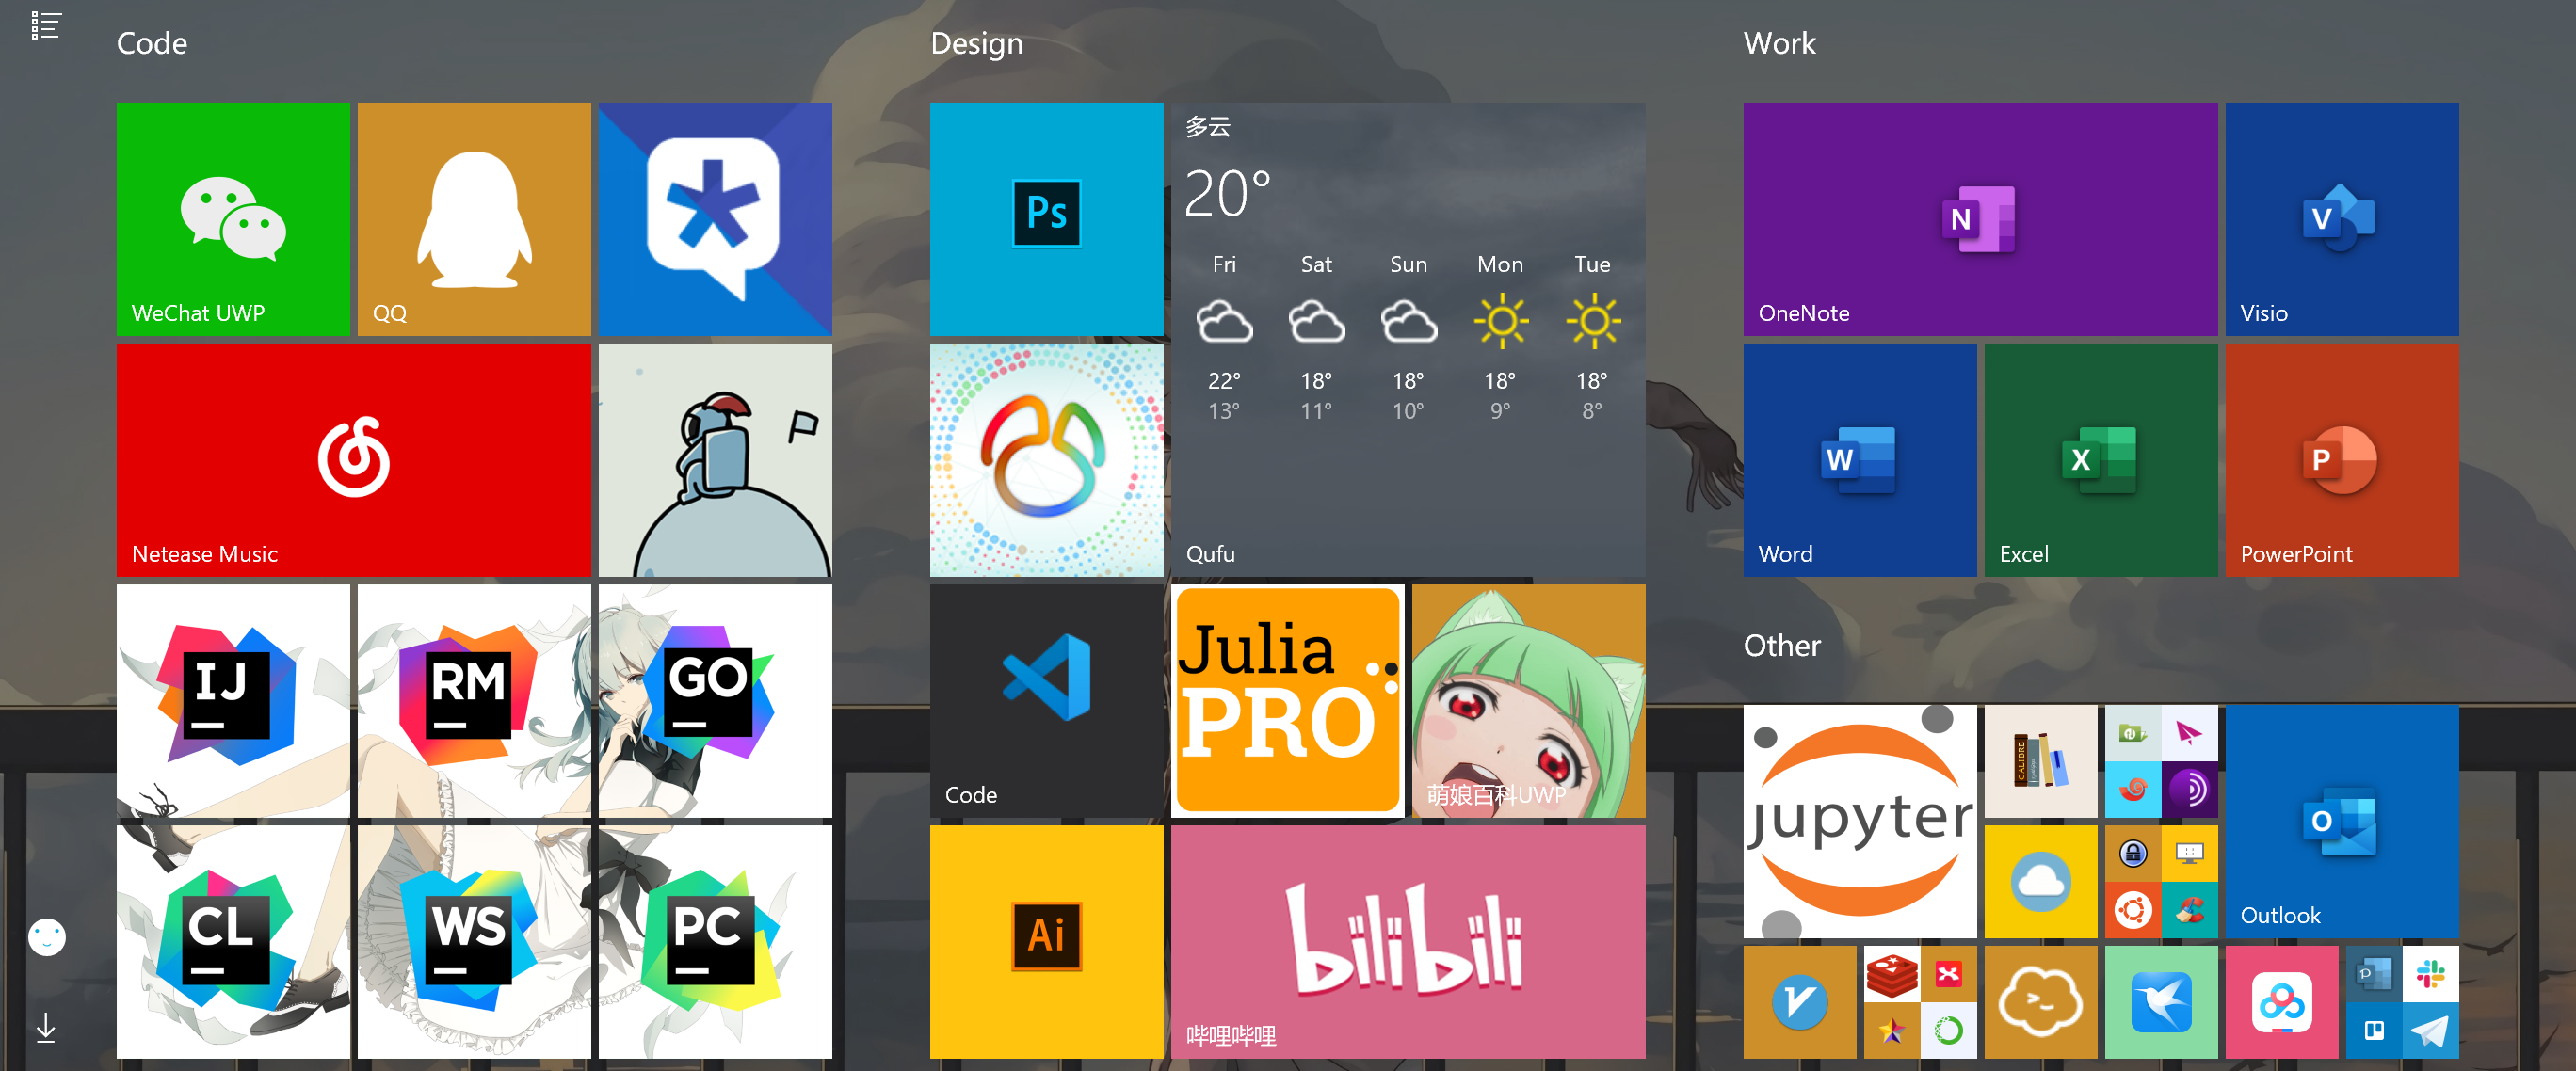 Code
WeChat UWP
QQ
Netease Music
IJ
RM
GO
CL
WS
PC
Design
Ps
多云
20°
Fri Sat Sun Mon Tue
22° 18° 18° 18° 18°
13° 11° 10° 9° 8°
Qufu
Code
Julia
PRO
萌娘百科UWP
Ai
bilibili
哔哩哔哩
Work
N
OneNote
V
Visio
W
Word
X
Excel
P
PowerPoint
Other
jupyter
CALIBRE
O
Outlook
V
>_
P